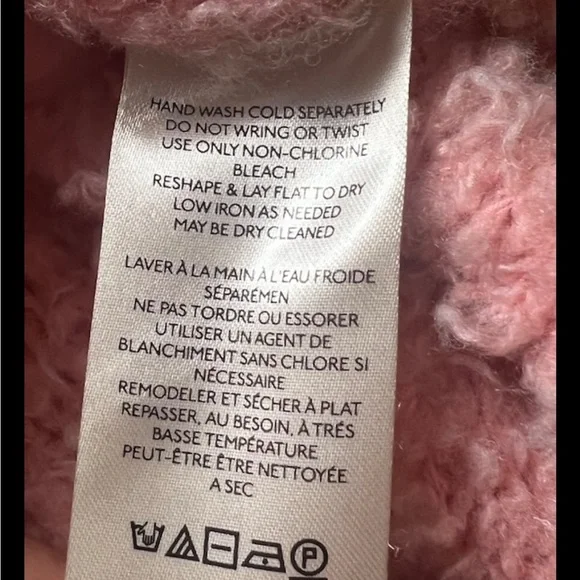 HAND WASH COLD SEPARATELY
DO NOT WRING OR TWIST
USE ONLY NON-CHLORINE
BLEACH
RESHAPE & LAY FLAT TO DRY
LOW IRON AS NEEDED
MAY BE DRY CLEANED
LAVER À LA MAIN À L'EAU FROIDE
SÉPARÉMEN
NE PAS TORDRE OU ESSORER
UTILISER UN AGENT DE
BLANCHIMENT SANS CHLORE SI
NÉCESSAIRE
REMODELER ET SÉCHER À PLAT
REPASSER, AU BESOIN, À TRÉS
BASSE TEMPÉRATURE
PEUT-ÊTRE ÊTRE NETTOYÉE
A SEC
P